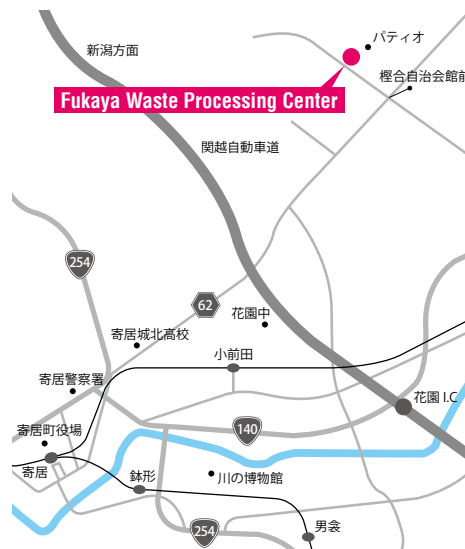 パティオ
新潟方面
樫合自治会館前
Fukaya Waste Processing Center
関越自動車道
254
62
花園中
寄居城北高校
小前田
寄居警察署
花園 I.C
140
寄居町役場
寄居
鉢形
川の博物館
254
男衾